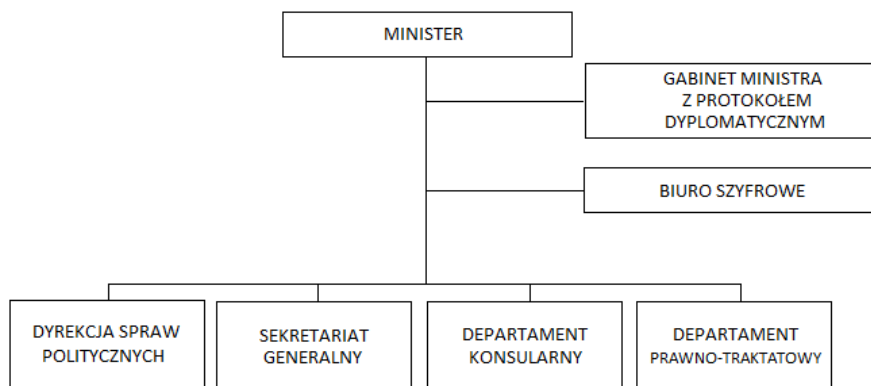 MINISTER
GABINET MINISTRA
Z PROTOKOŁEM
DYPLOMATYCZNYM
BIURO SZYFROWE
DYREKCJA SPRAW
POLITYCZNYCH
SEKRETARIAT
GENERALNY
DEPARTAMENT
KONSULARNY
DEPARTAMENT
PRAWNO-TRAKTATOWY